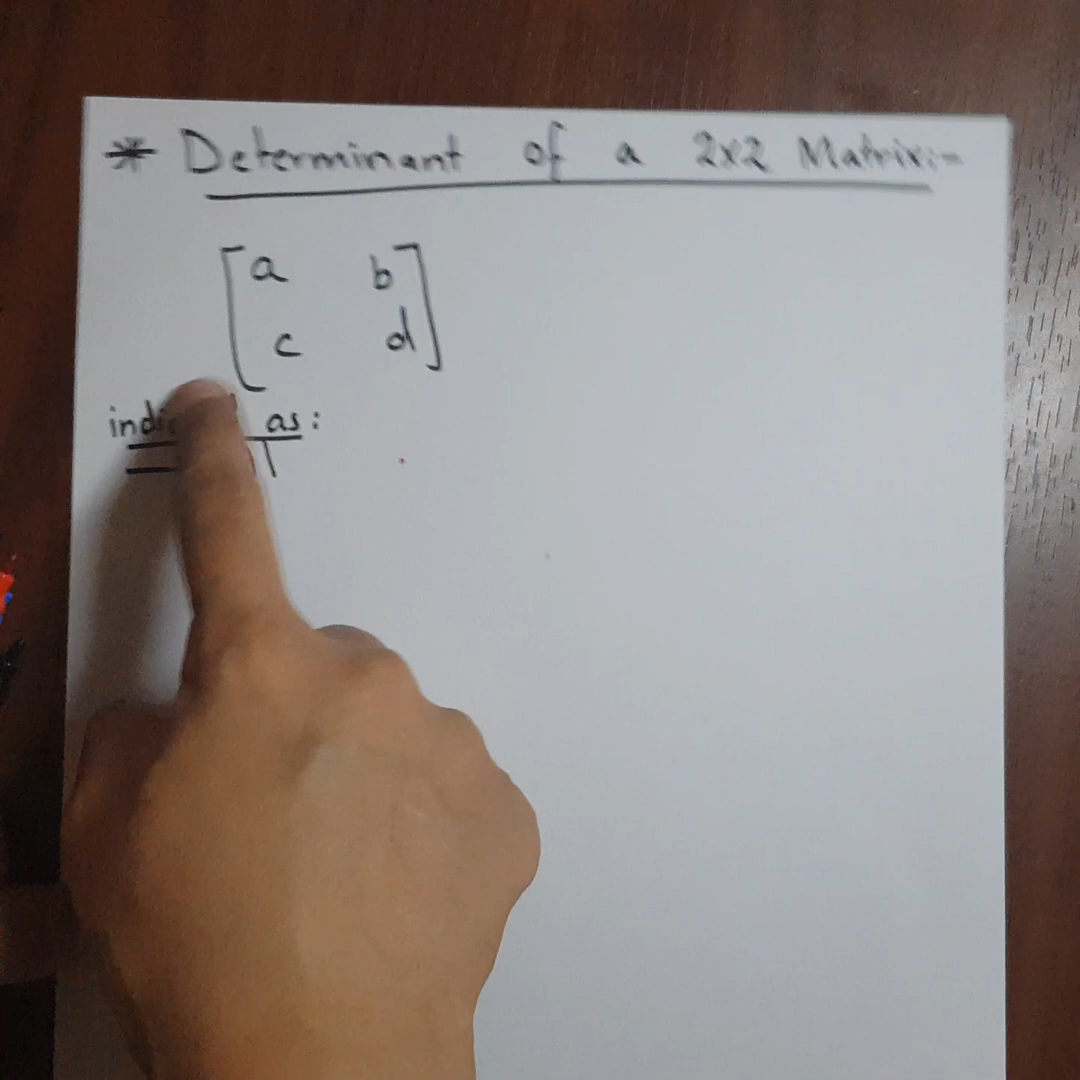 * Determinant of a 2x2 Matrix:-
a b
c d
as: